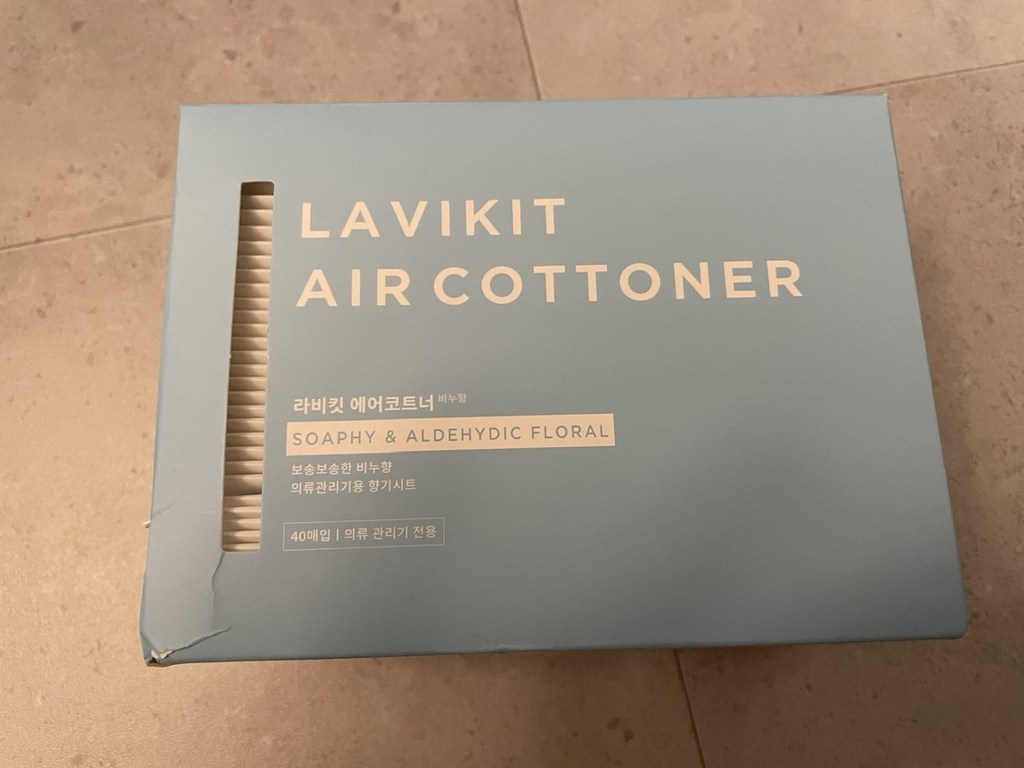 LAVIKIT
AIR COTTONER
라비킷 에어코트너 비누향
SOAPHY & ALDEHYDIC FLORAL
보송보송한 비누향
의류관리기용 향기시트
40매입 | 의류 관리기 전용